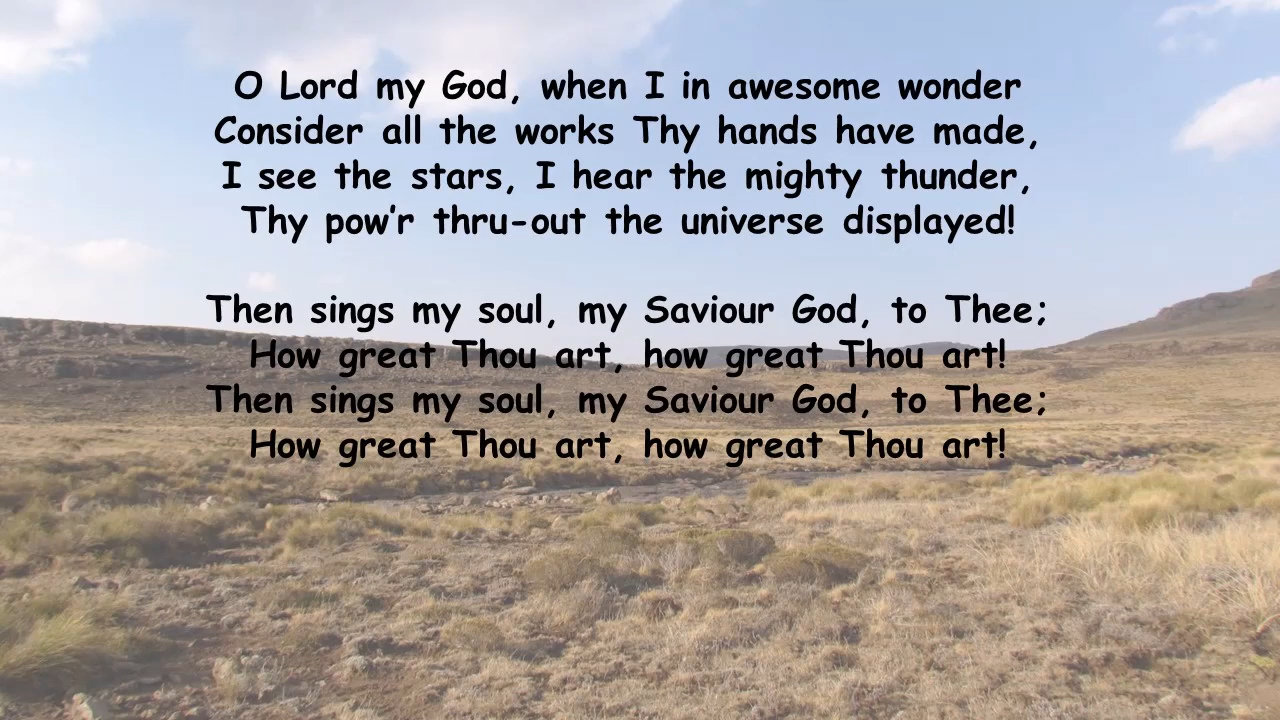 O Lord my God, when I in awesome wonder
Consider all the works Thy hands have made,
I see the stars, I hear the mighty thunder,
Thy pow’r thru-out the universe displayed!
Then sings my soul, my Saviour God, to Thee;
How great Thou art, how great Thou art!
Then sings my soul, my Saviour God, to Thee;
How great Thou art, how great Thou art!